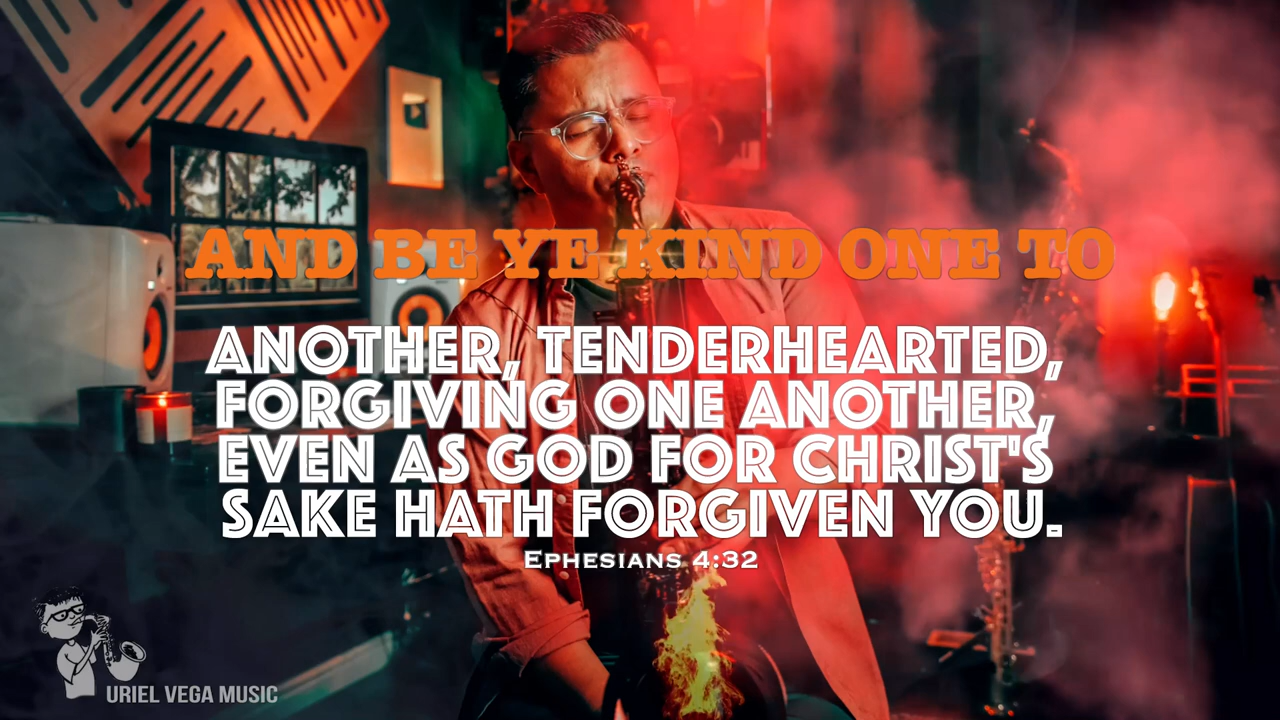 AND BE YE KIND ONE TO
ANOTHER, TENDERHEARTED,
FORGIVING ONE ANOTHER,
EVEN AS GOD FOR CHRIST'S
SAKE HATH FORGIVEN YOU.
EPHESIANS 4:32
URIEL VEGA MUSIC